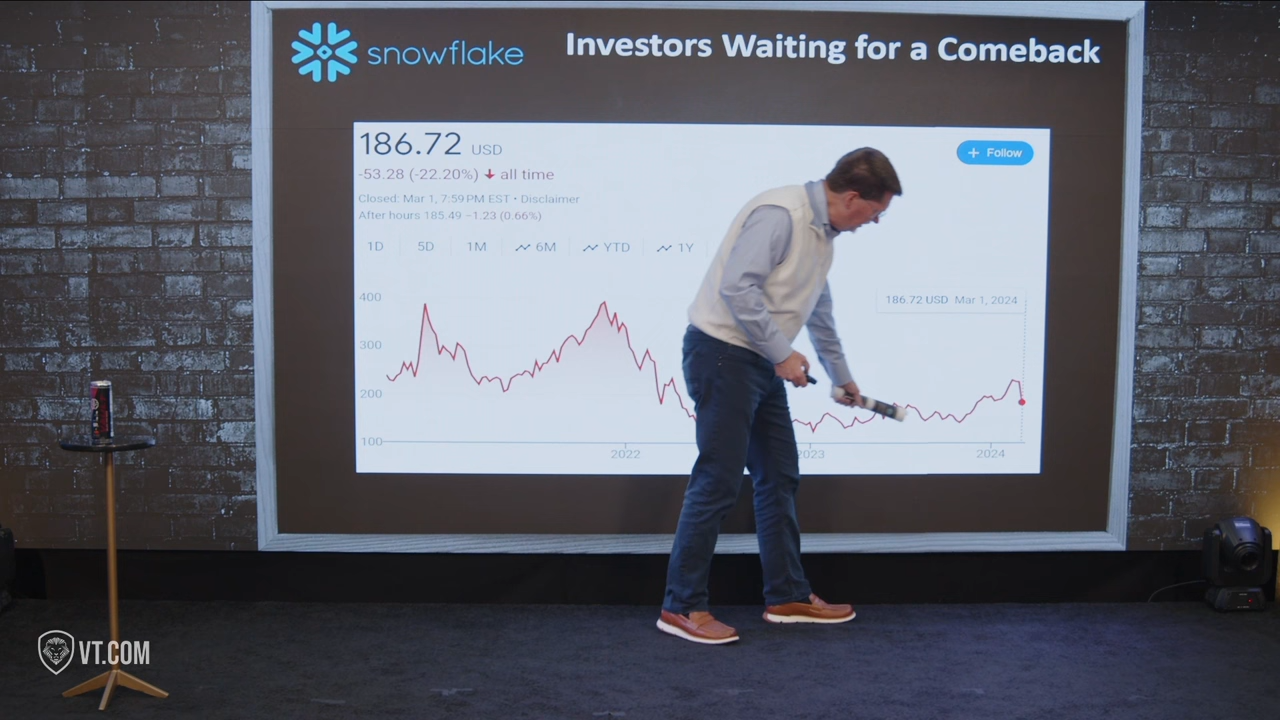 snowflake
Investors Waiting for a Comeback
186.72 USD
-53.28 (-22.20%) all time
+ Follow
Closed: Mar 1, 7:59 PM EST • Disclaimer
After hours 185.49 −1.23 (0.66%)
1D 5D 1M 6M YTD 1Y
186.72 USD Mar 1, 2024
400
300
200
100
2022 2023 2024
VT.COM